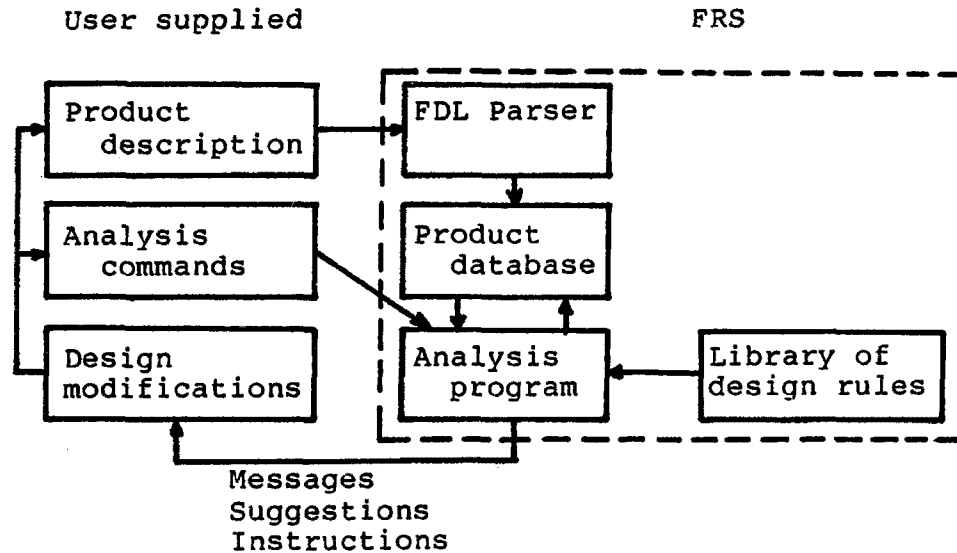 User supplied
FRS
Product
description
FDL Parser
Analysis
commands
Product
database
Design
modifications
Analysis
program
Library of
design rules
Messages
Suggestions
Instructions